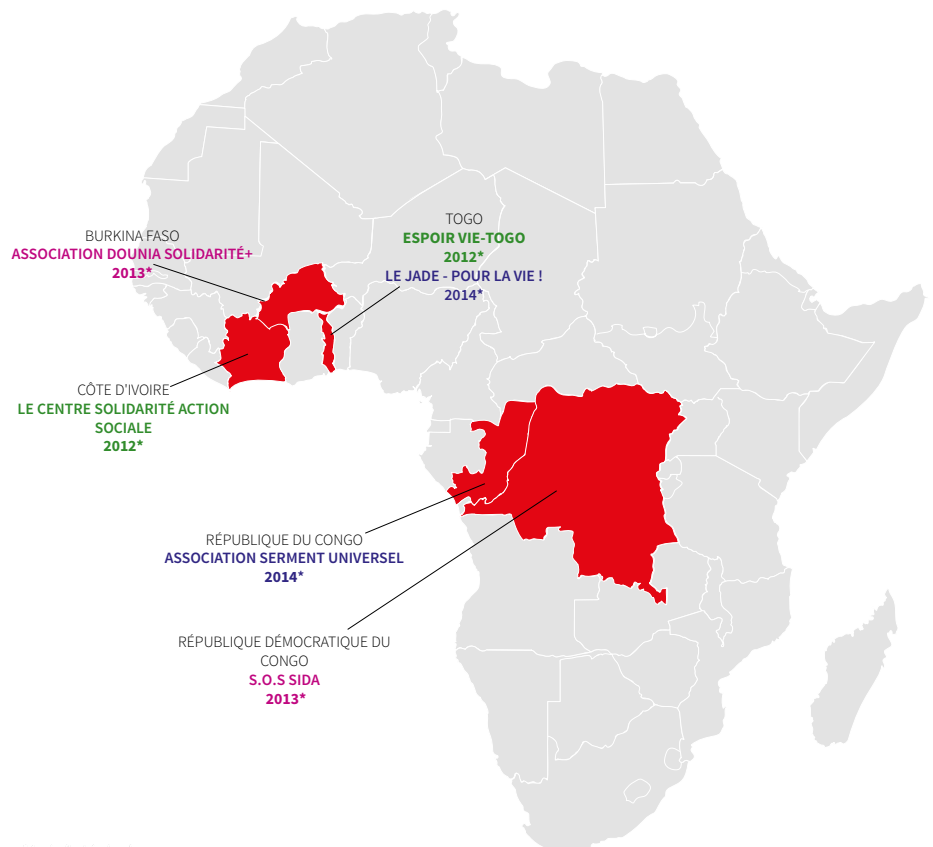 TOGO
ESPOIR VIE-TOGO
2012*
LE JADE - POUR LA VIE !
2014*
BURKINA FASO
ASSOCIATION DOUNIA SOLIDARITÉ+
2013*
CÔTE D'IVOIRE
LE CENTRE SOLIDARITÉ ACTION
SOCIALE
2012*
RÉPUBLIQUE DU CONGO
ASSOCIATION SERMENT UNIVERSEL
2014*
RÉPUBLIQUE DÉMOCRATIQUE DU
CONGO
S.O.S SIDA
2013*